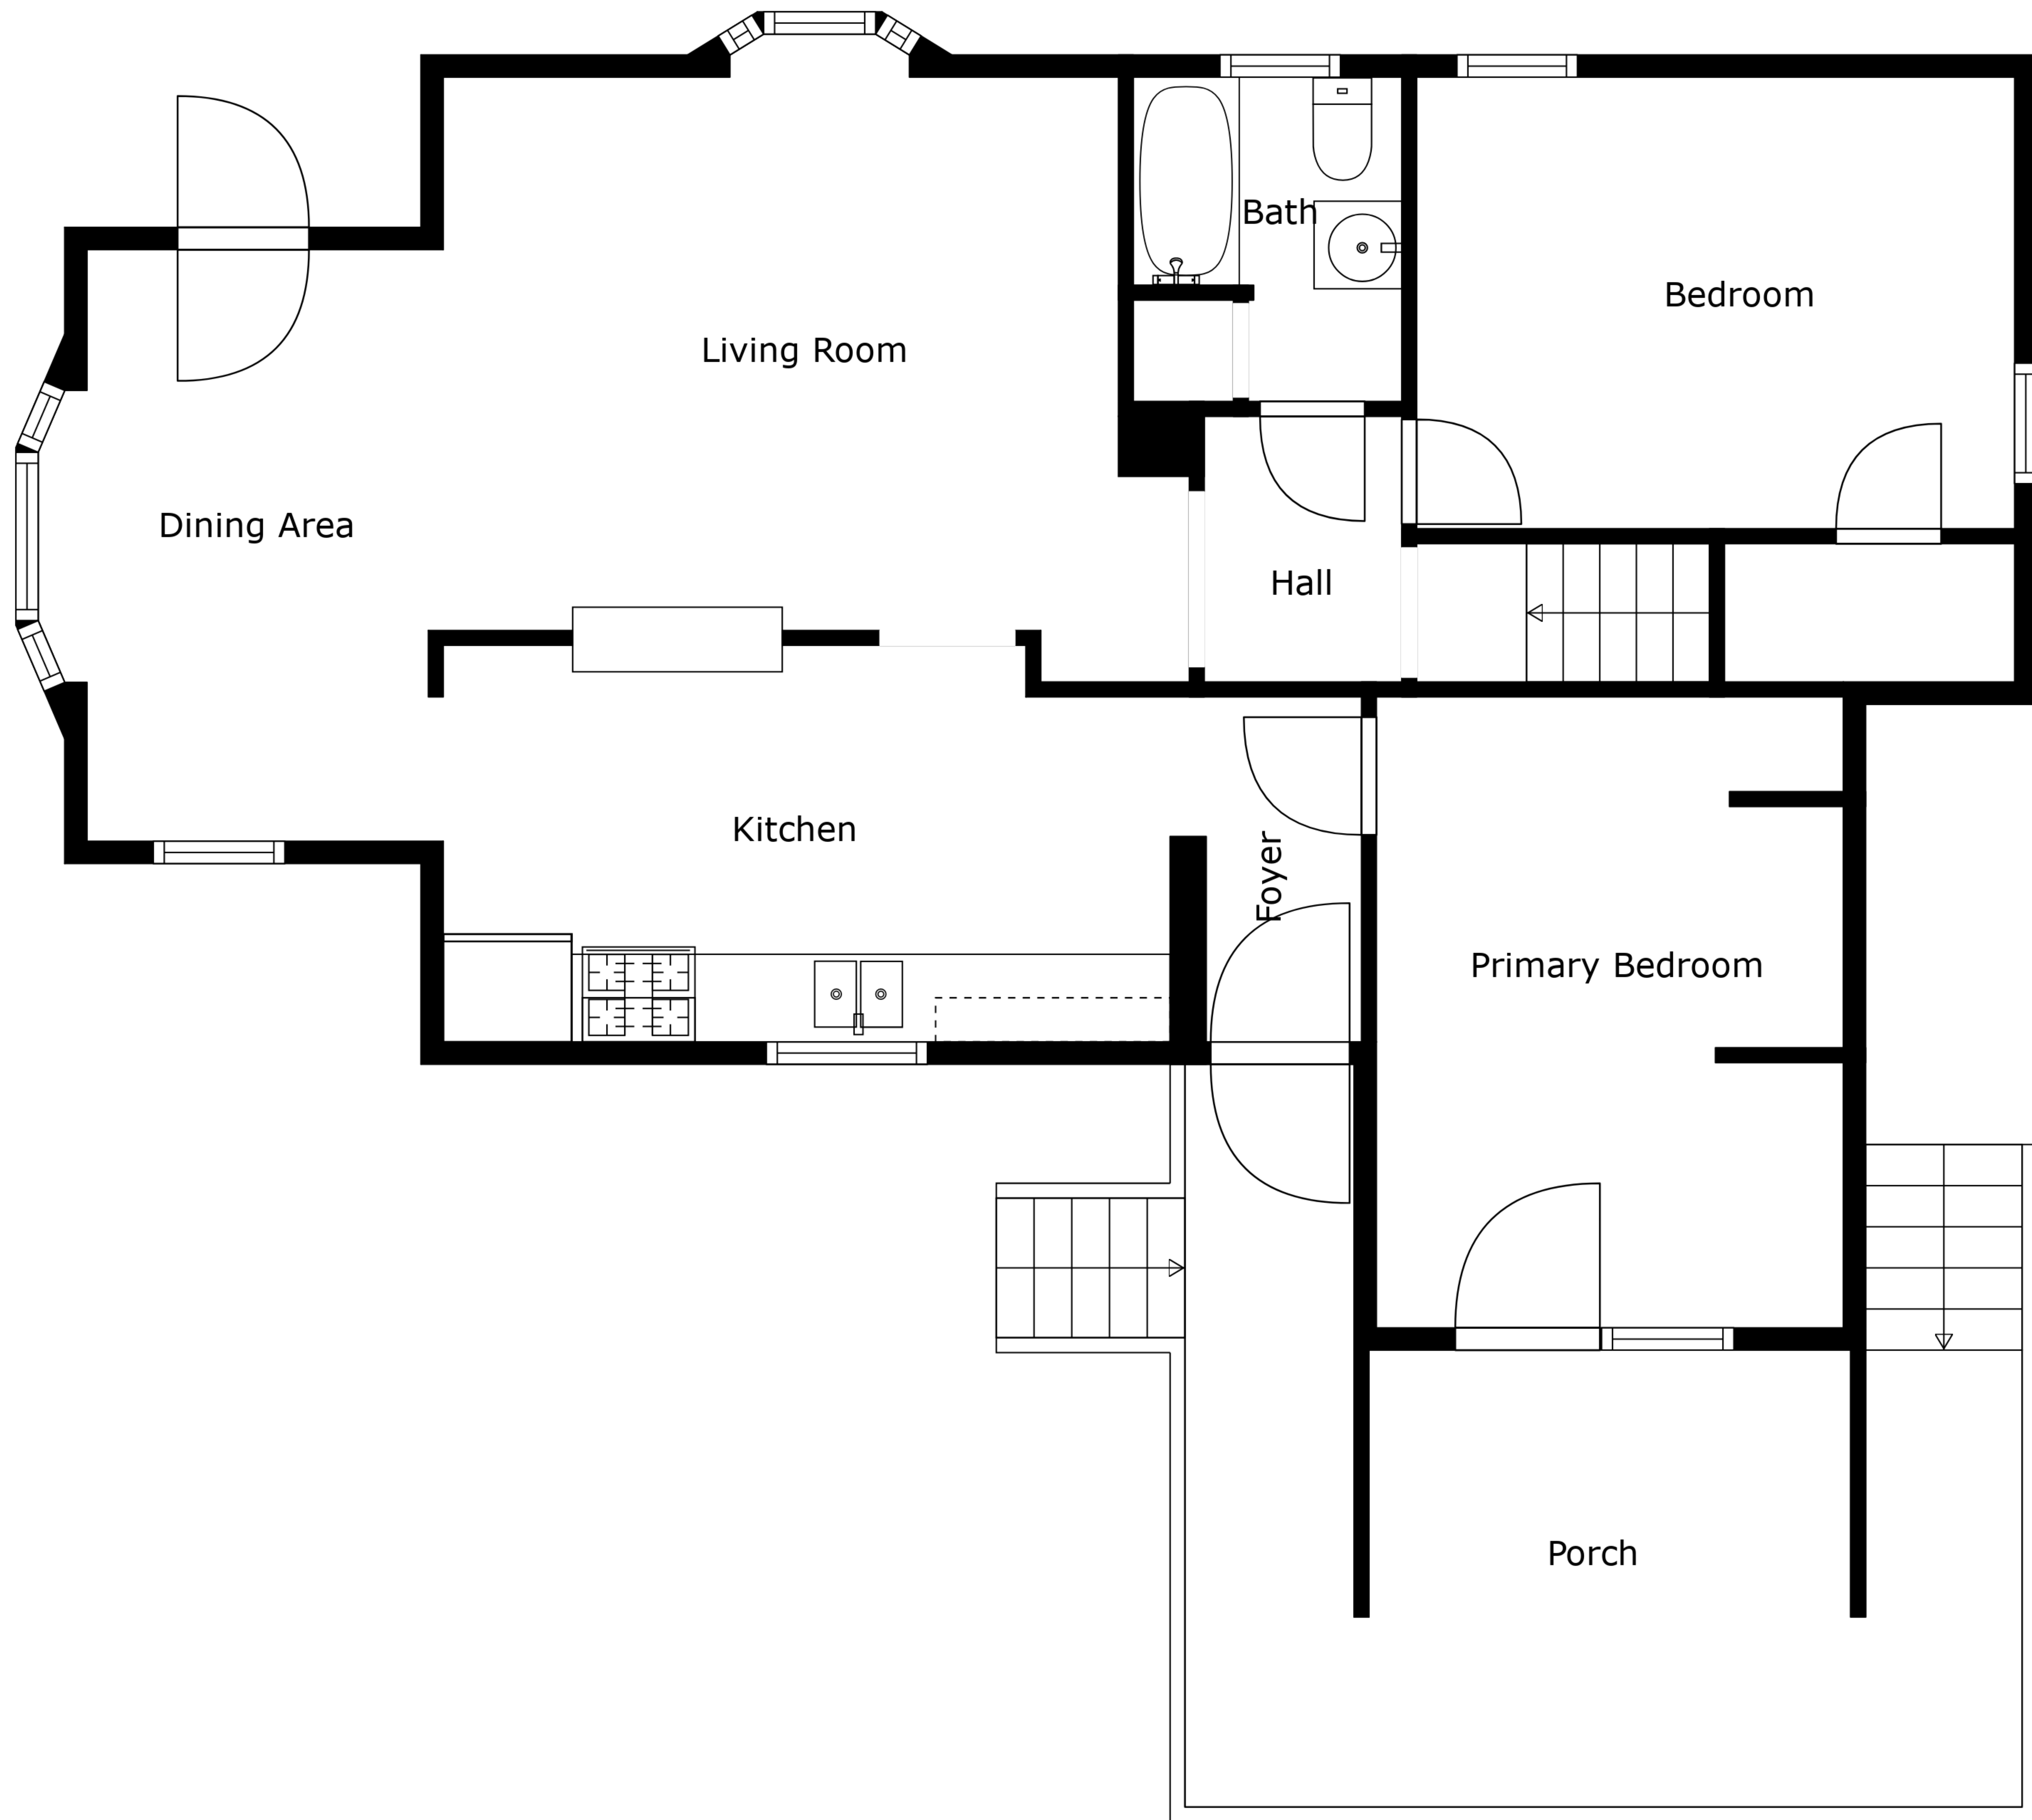 Bath
Bedroom
Living Room
Dining Area
Hall
Kitchen
Foyer
Primary Bedroom
Porch